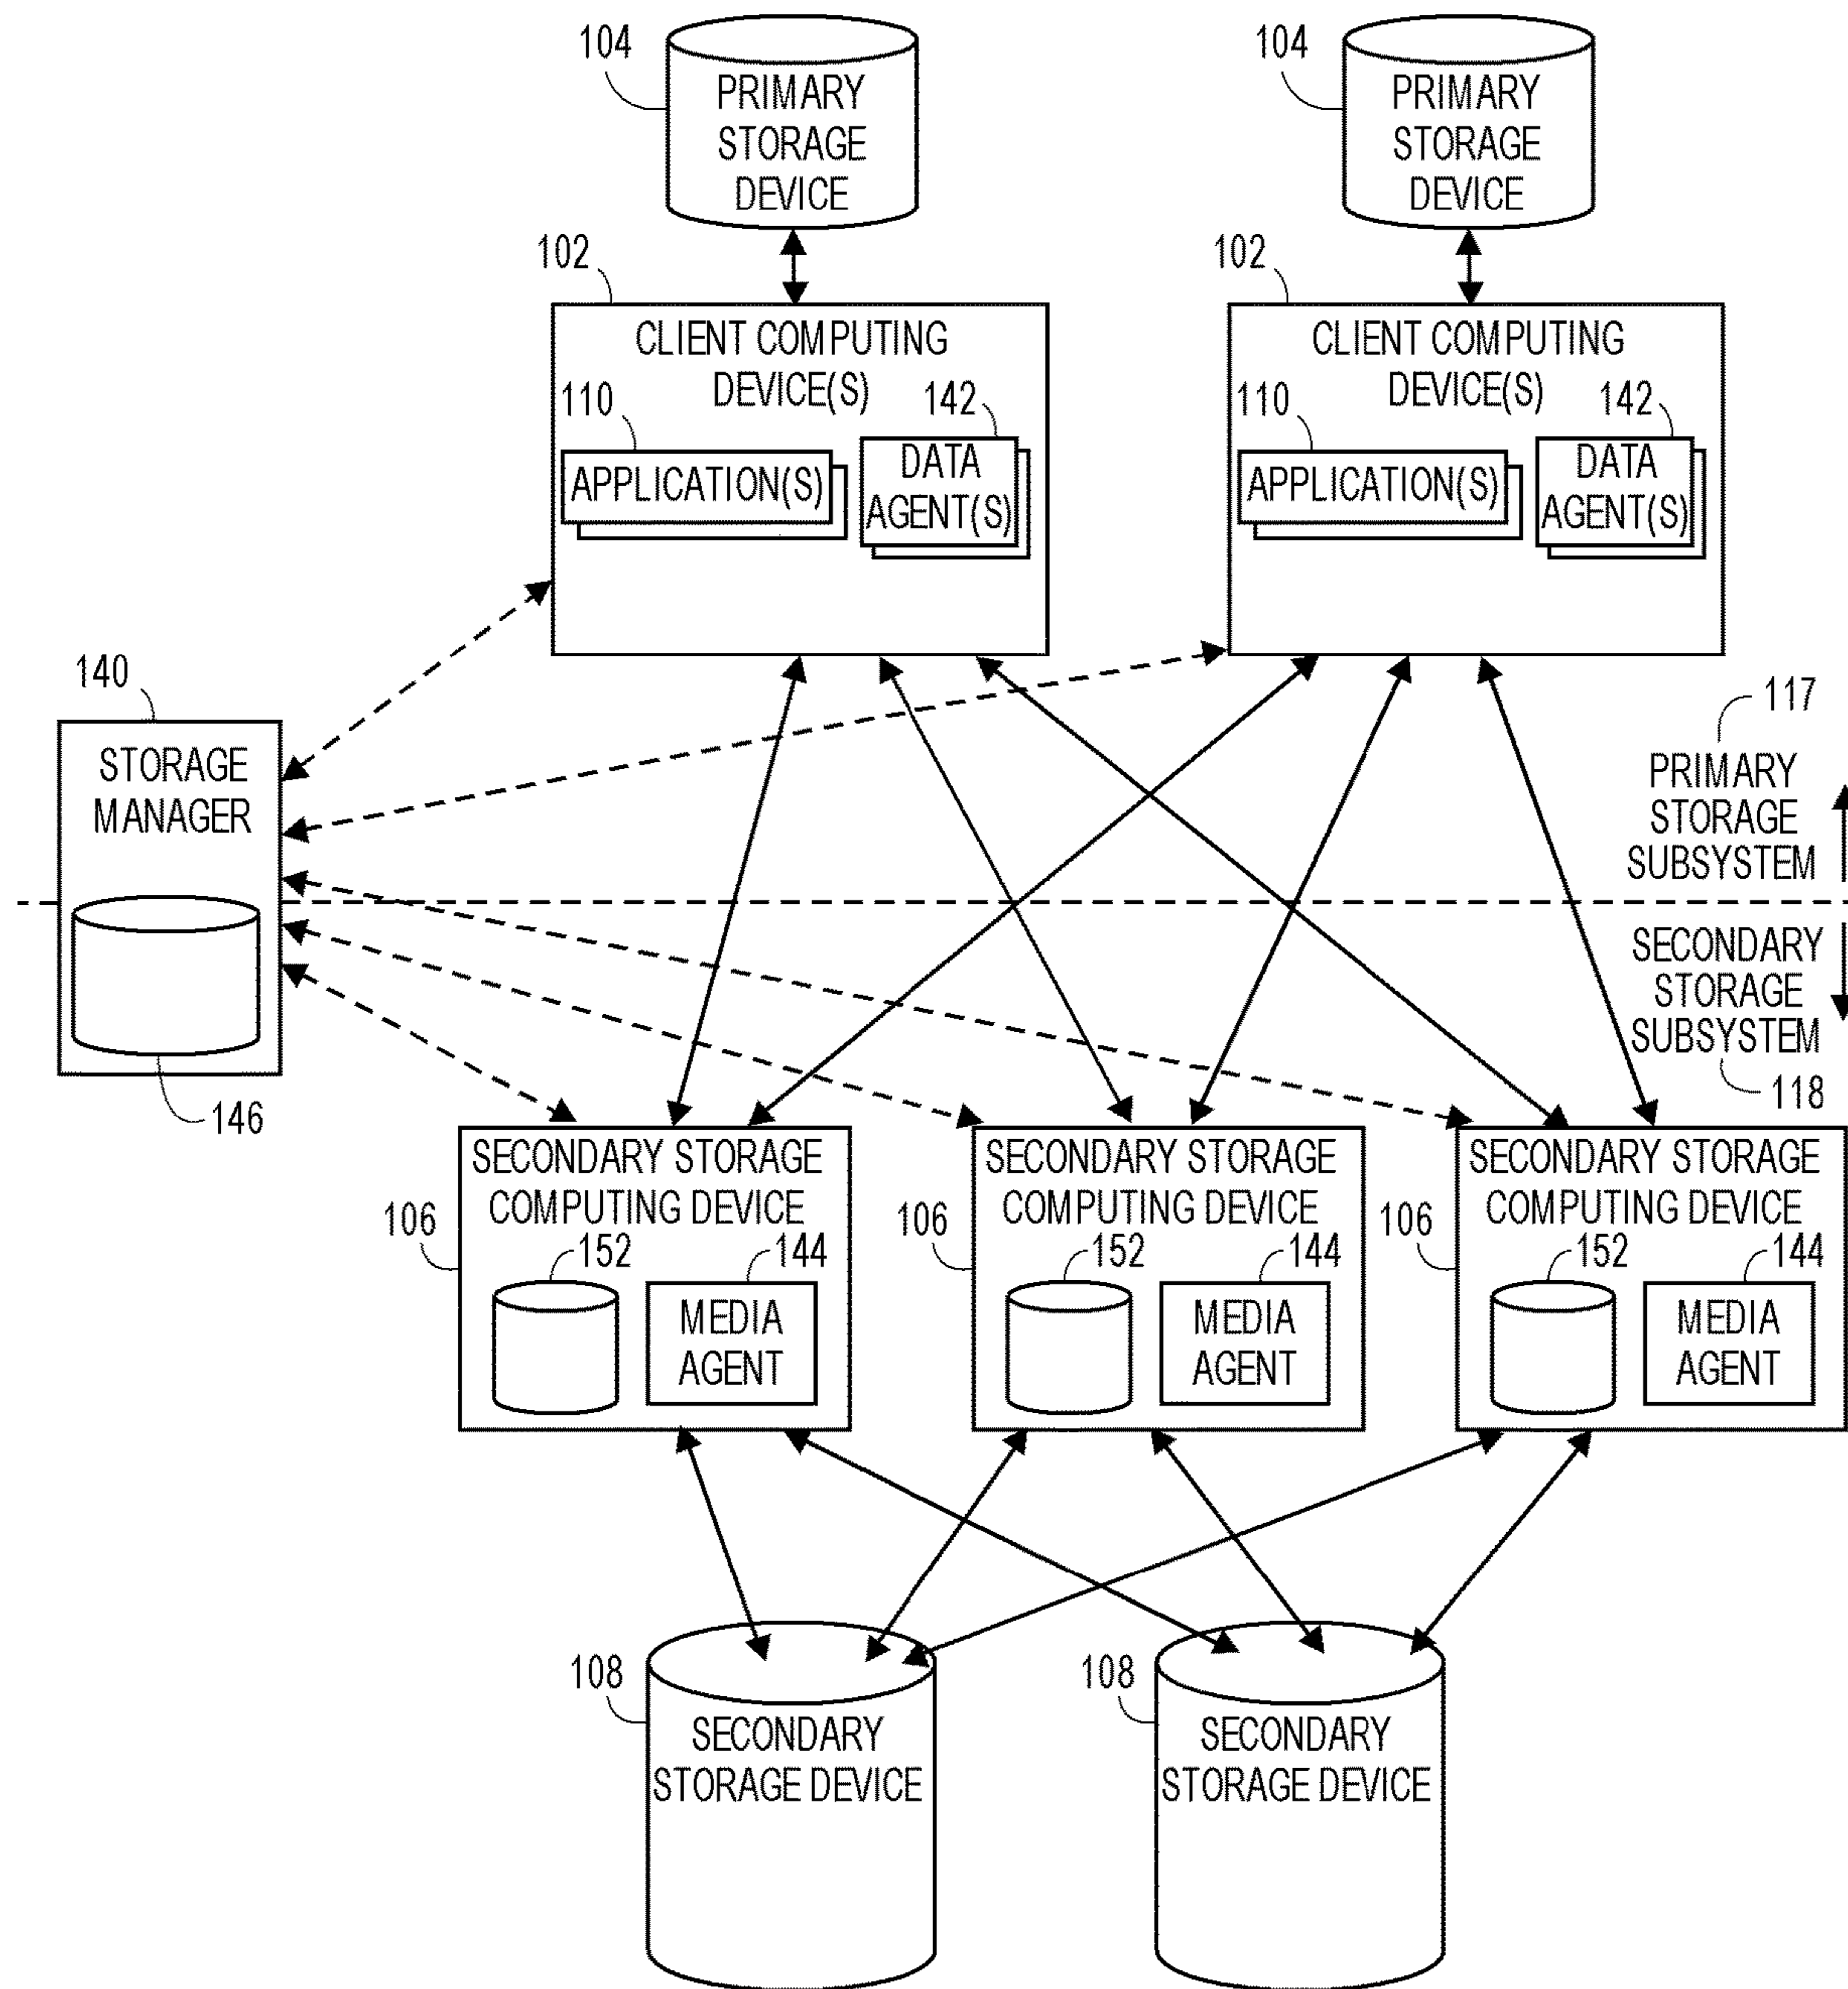 104
PRIMARY
STORAGE
DEVICE
104
PRIMARY
STORAGE
DEVICE
102
CLIENT COMPUTING
DEVICE(S)
110
142
APPLICATION(S)
DATA
AGENT(S)
102
CLIENT COMPUTING
DEVICE(S)
110
142
APPLICATION(S)
DATA
AGENT(S)
140
STORAGE
MANAGER
146
117
PRIMARY
STORAGE
SUBSYSTEM
SECONDARY
STORAGE
SUBSYSTEM
118
SECONDARY STORAGE
COMPUTING DEVICE
106
152
144
MEDIA
AGENT
SECONDARY STORAGE
COMPUTING DEVICE
106
152
144
MEDIA
AGENT
SECONDARY STORAGE
COMPUTING DEVICE
106
152
144
MEDIA
AGENT
108
SECONDARY
STORAGE DEVICE
108
SECONDARY
STORAGE DEVICE